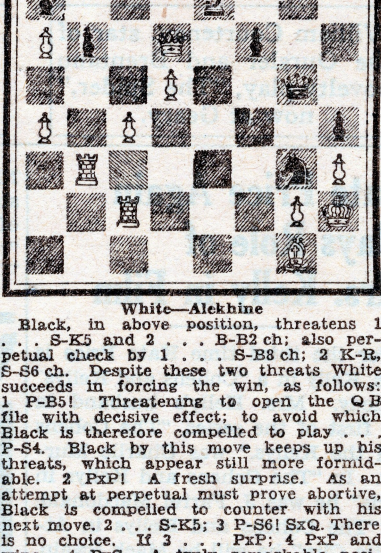 White—Alekhine
Black, in above position, threatens 1
. . . S-K5 and 2 . . . B-B2 ch; also per-
petual check by 1 . . . S-B8 ch; 2 K-R,
S-S6 ch. Despite these two threats White
succeeds in forcing the win, as follows:
1 P-B5! Threatening to open the Q B
file with decisive effect; to avoid which
Black is therefore compelled to play . . .
P-S4. Black by this move keeps up his
threats, which appear still more formid-
able. 2 PxP! A fresh surprise. As an
attempt at perpetual must prove abortive,
Black is compelled to counter with his
next move. 2 . . . S-K5; 3 P-S6! SxQ. There
is no choice. If 3 . . . PxP; 4 PxP and